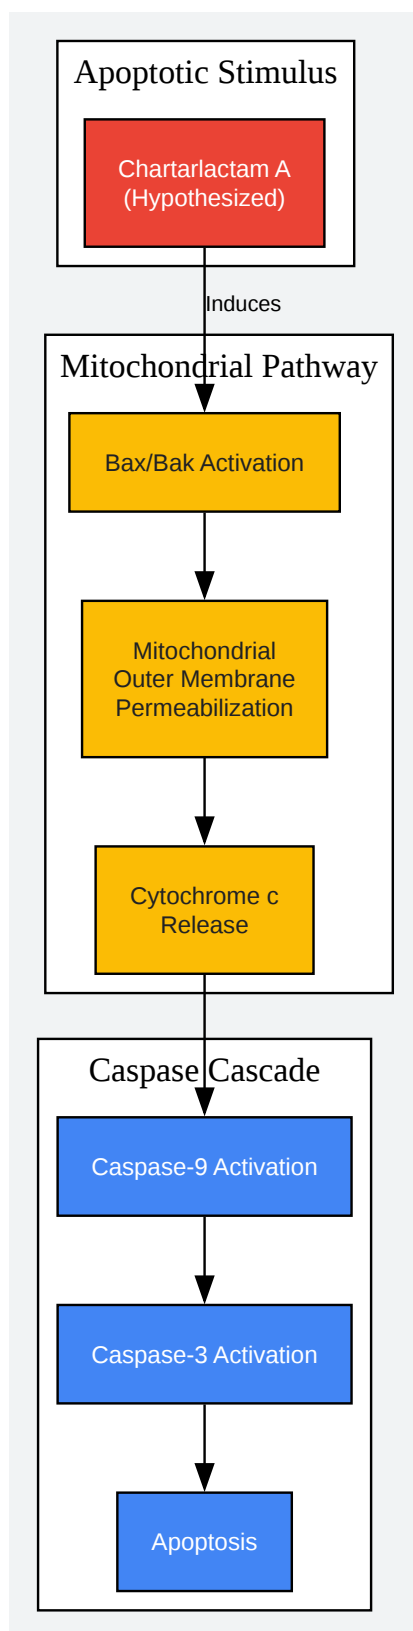 Apoptotic Stimulus
Chartarlactam A
(Hypothesized)
Induces
Mitochondrial Pathway
Bax/Bak Activation
Mitochondrial
Outer Membrane
Permeabilization
Cytochrome c
Release
Caspase Cascade
Caspase-9 Activation
Caspase-3 Activation
Apoptosis